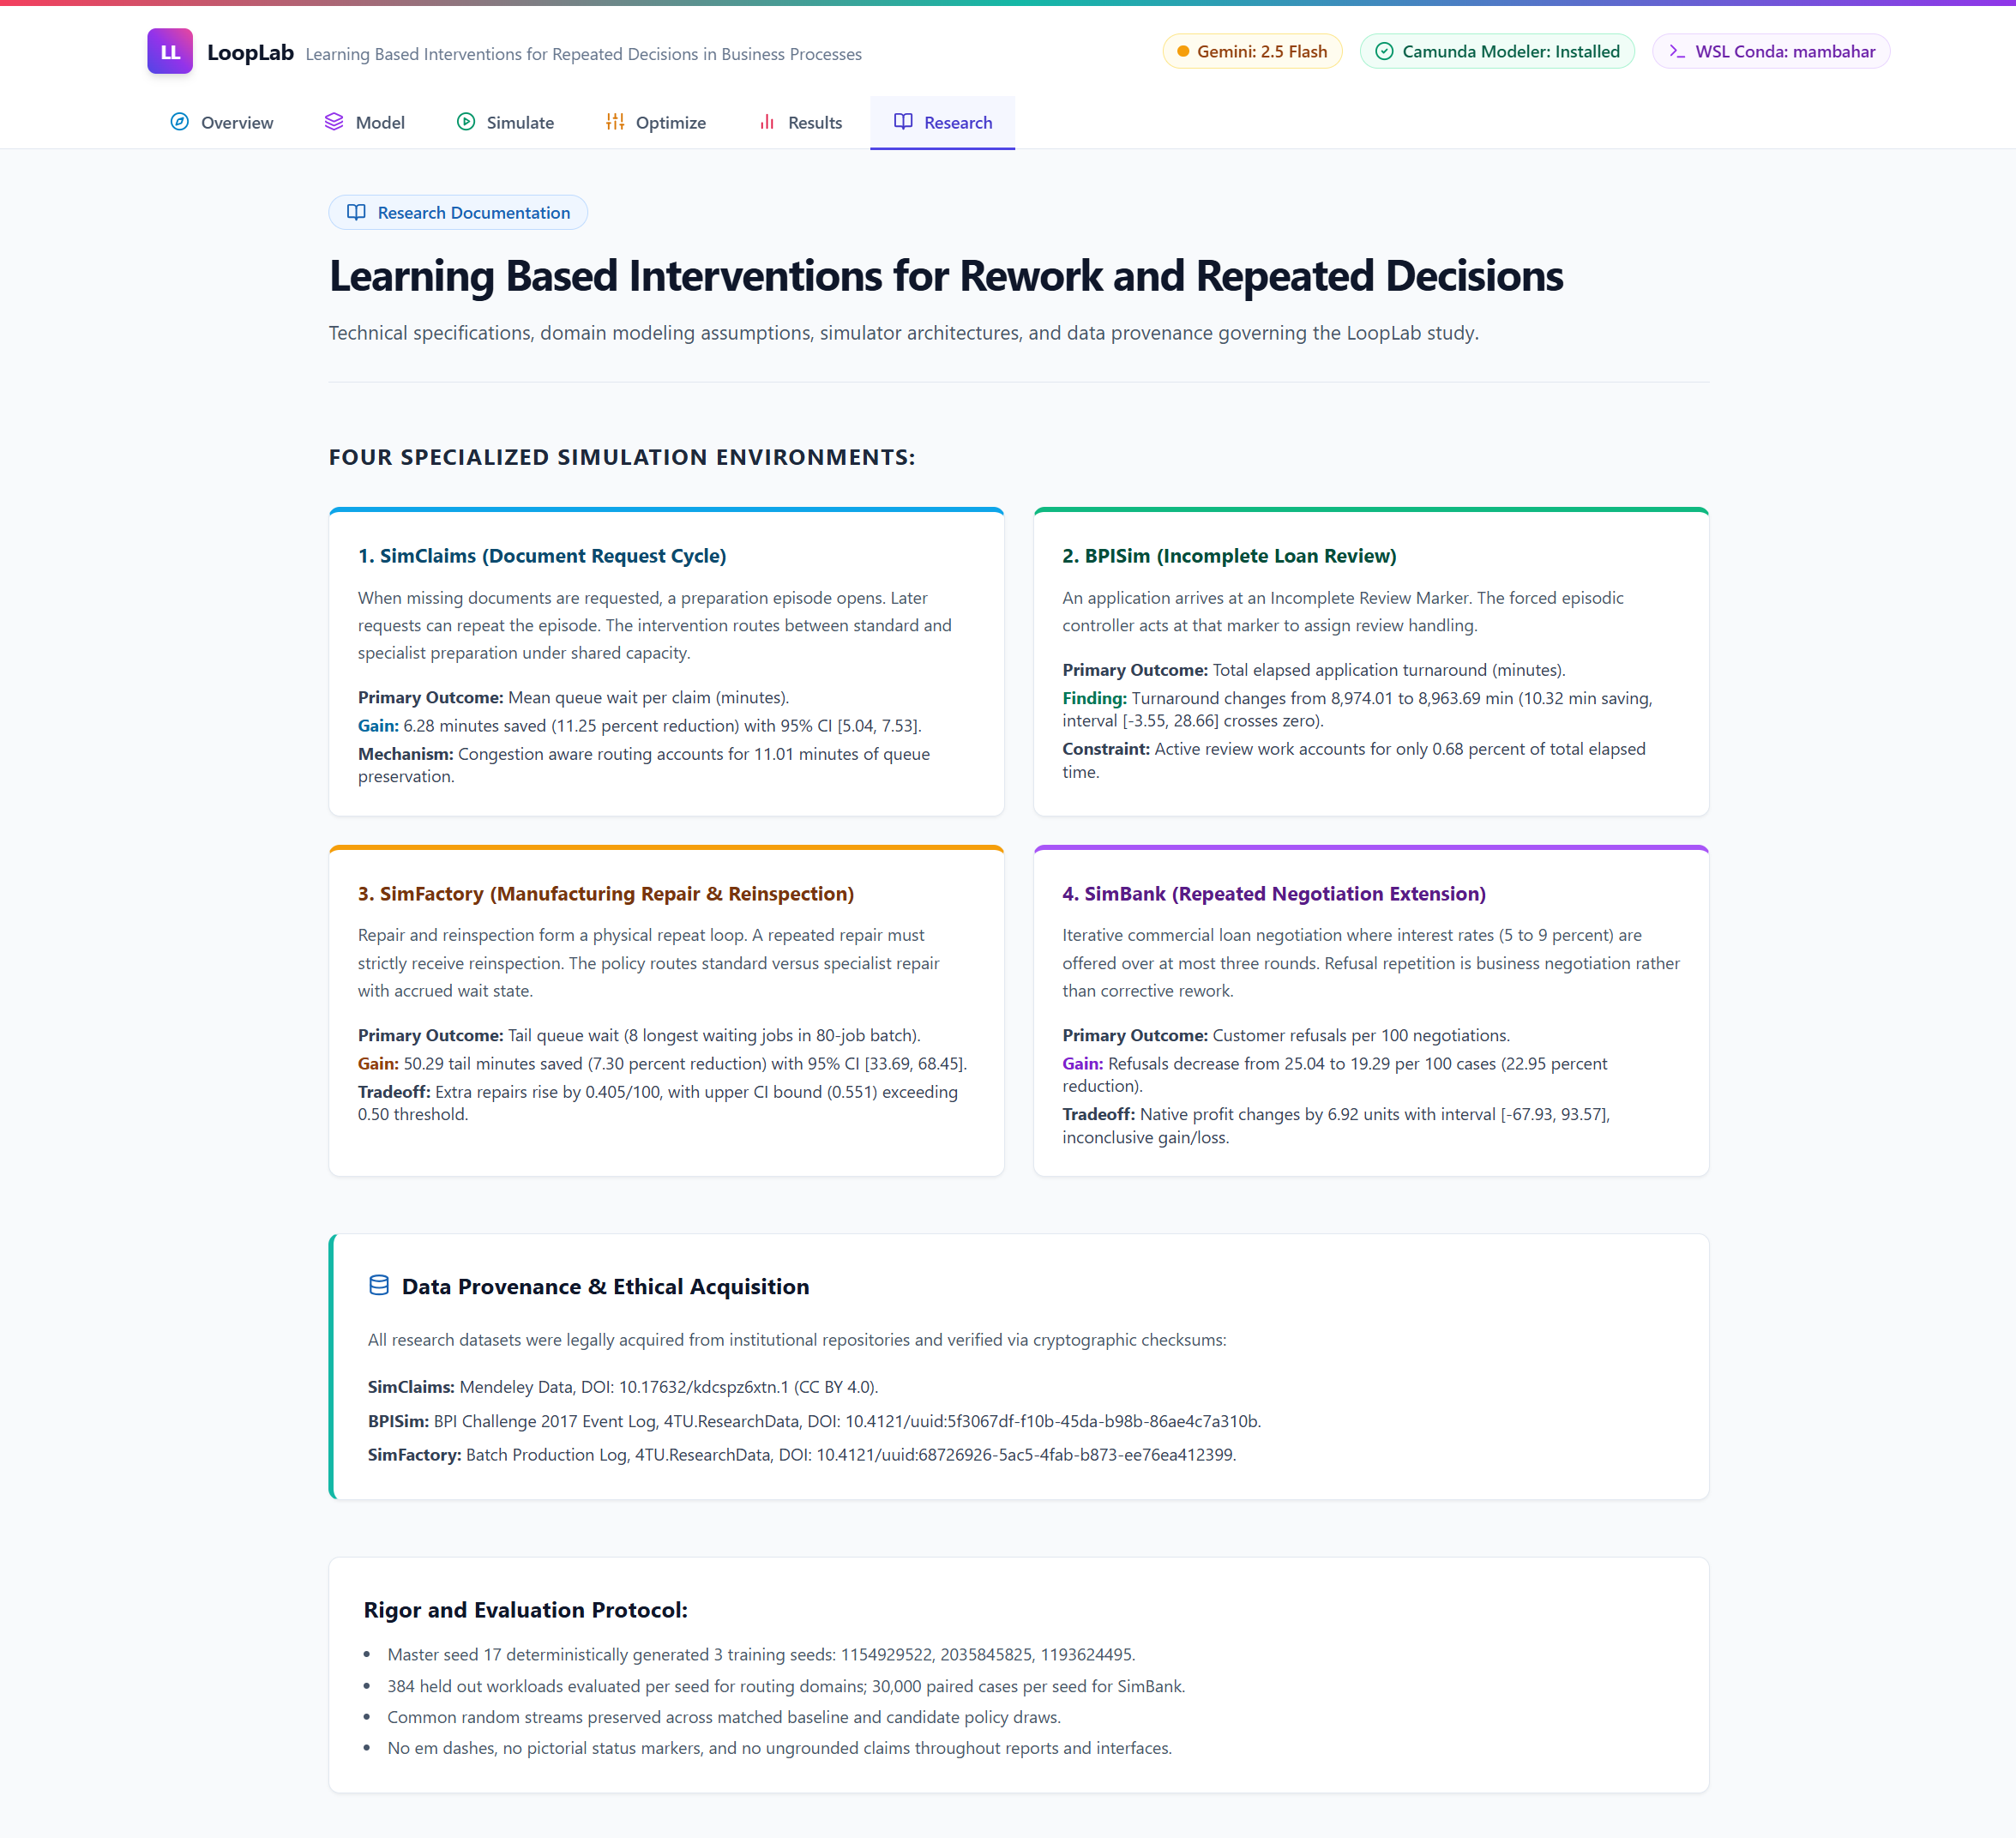 LL LoopLab Learning Based Interventions for Repeated Decisions in Business Processes
Gemini: 2.5 Flash
Camunda Modeler: Installed
WSL Conda: mambahar
Overview
Model
Simulate
Optimize
Results
Research
Research Documentation
Learning Based Interventions for Rework and Repeated Decisions
Technical specifications, domain modeling assumptions, simulator architectures, and data provenance governing the LoopLab study.
FOUR SPECIALIZED SIMULATION ENVIRONMENTS:
1. SimClaims (Document Request Cycle)
When missing documents are requested, a preparation episode opens. Later
requests can repeat the episode. The intervention routes between standard and
specialist preparation under shared capacity.
Primary Outcome: Mean queue wait per claim (minutes).
Gain: 6.28 minutes saved (11.25 percent reduction) with 95% CI [5.04, 7.53].
Mechanism: Congestion aware routing accounts for 11.01 minutes of queue
preservation.
2. BPISim (Incomplete Loan Review)
An application arrives at an Incomplete Review Marker. The forced episodic
controller acts at that marker to assign review handling.
Primary Outcome: Total elapsed application turnaround (minutes).
Finding: Turnaround changes from 8,974.01 to 8,963.69 min (10.32 min saving,
interval [-3.55, 28.66] crosses zero).
Constraint: Active review work accounts for only 0.68 percent of total elapsed
time.
3. SimFactory (Manufacturing Repair & Reinspection)
Repair and reinspection form a physical repeat loop. A repeated repair must
strictly receive reinspection. The policy routes standard versus specialist repair
with accrued wait state.
Primary Outcome: Tail queue wait (8 longest waiting jobs in 80-job batch).
Gain: 50.29 tail minutes saved (7.30 percent reduction) with 95% CI [33.69, 68.45].
Tradeoff: Extra repairs rise by 0.405/100, with upper CI bound (0.551) exceeding
0.50 threshold.
4. SimBank (Repeated Negotiation Extension)
Iterative commercial loan negotiation where interest rates (5 to 9 percent) are
offered over at most three rounds. Refusal repetition is business negotiation rather
than corrective rework.
Primary Outcome: Customer refusals per 100 negotiations.
Gain: Refusals decrease from 25.04 to 19.29 per 100 cases (22.95 percent
reduction).
Tradeoff: Native profit changes by 6.92 units with interval [-67.93, 93.57],
inconclusive gain/loss.
Data Provenance & Ethical Acquisition
All research datasets were legally acquired from institutional repositories and verified via cryptographic checksums:
SimClaims: Mendeley Data, DOI: 10.17632/kdcspz6xtn.1 (CC BY 4.0).
BPISim: BPI Challenge 2017 Event Log, 4TU.ResearchData, DOI: 10.4121/uuid:5f3067df-f10b-45da-b98b-86ae4c7a310b.
SimFactory: Batch Production Log, 4TU.ResearchData, DOI: 10.4121/uuid:68726926-5ac5-4fab-b873-ee76ea412399.
Rigor and Evaluation Protocol:
• Master seed 17 deterministically generated 3 training seeds: 1154929522, 2035845825, 1193624495.
• 384 held out workloads evaluated per seed for routing domains; 30,000 paired cases per seed for SimBank.
• Common random streams preserved across matched baseline and candidate policy draws.
• No em dashes, no pictorial status markers, and no ungrounded claims throughout reports and interfaces.